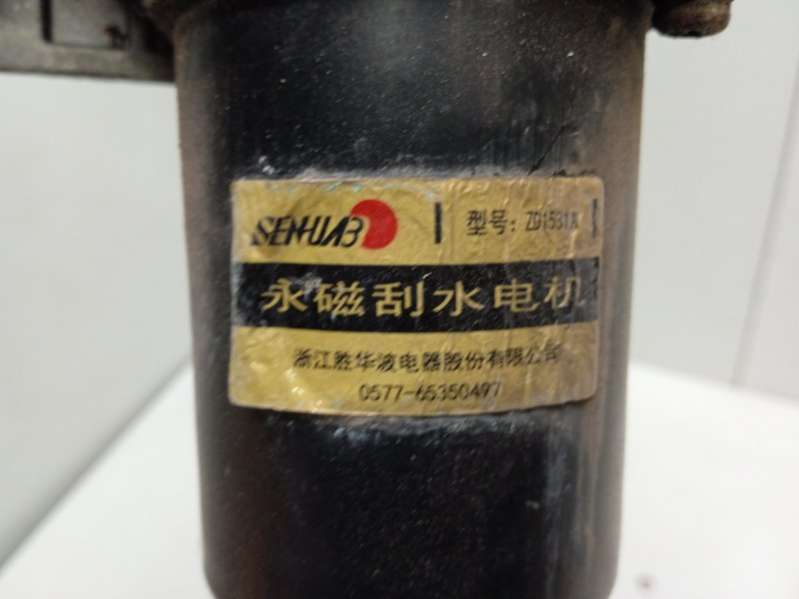 SENHUAB
型号: ZD1531A
永磁刮水电机
浙江胜华波电器股份有限公司
0577-65350497